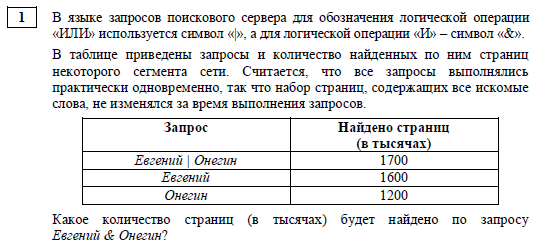 1
В языке запросов поискового сервера для обозначения логической операции
«ИЛИ» используется символ «|», а для логической операции «И» – символ «&».
В таблице приведены запросы и количество найденных по ним страниц
некоторого сегмента сети. Считается, что все запросы выполнялись
практически одновременно, так что набор страниц, содержащих все искомые
слова, не изменялся за время выполнения запросов.
Запрос Найдено страниц
(в тысячах)
Евгений | Онегин 1700
Евгений 1600
Онегин 1200
Какое количество страниц (в тысячах) будет найдено по запросу
Евгений & Онегин?